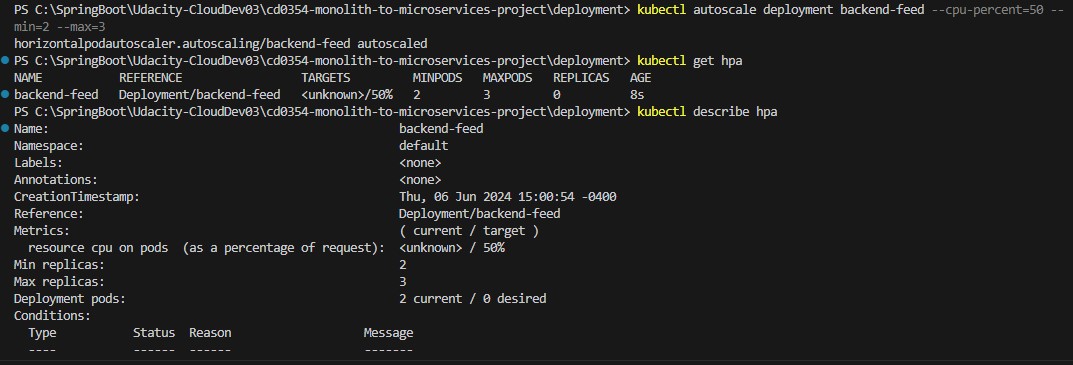 PS C:\SpringBoot\Udacity-CloudDev03\cd0354-monolith-to-microservices-project\deployment> kubectl autoscale deployment backend-feed --cpu-percent=50 --
min=2 --max=3
horizontalpodautoscaler.autoscaling/backend-feed autoscaled
PS C:\SpringBoot\Udacity-CloudDev03\cd0354-monolith-to-microservices-project\deployment> kubectl get hpa
NAME REFERENCE TARGETS MINPODS MAXPODS REPLICAS AGE
backend-feed Deployment/backend-feed <unknown>/50% 2 3 0 8s
PS C:\SpringBoot\Udacity-CloudDev03\cd0354-monolith-to-microservices-project\deployment> kubectl describe hpa
Name: backend-feed
Namespace: default
Labels: <none>
Annotations: <none>
CreationTimestamp: Thu, 06 Jun 2024 15:00:54 -0400
Reference: Deployment/backend-feed
Metrics: ( current / target )
resource cpu on pods (as a percentage of request): <unknown> / 50%
Min replicas: 2
Max replicas: 3
Deployment pods: 2 current / 0 desired
Conditions:
Type Status Reason Message
---- ------ ------ -------